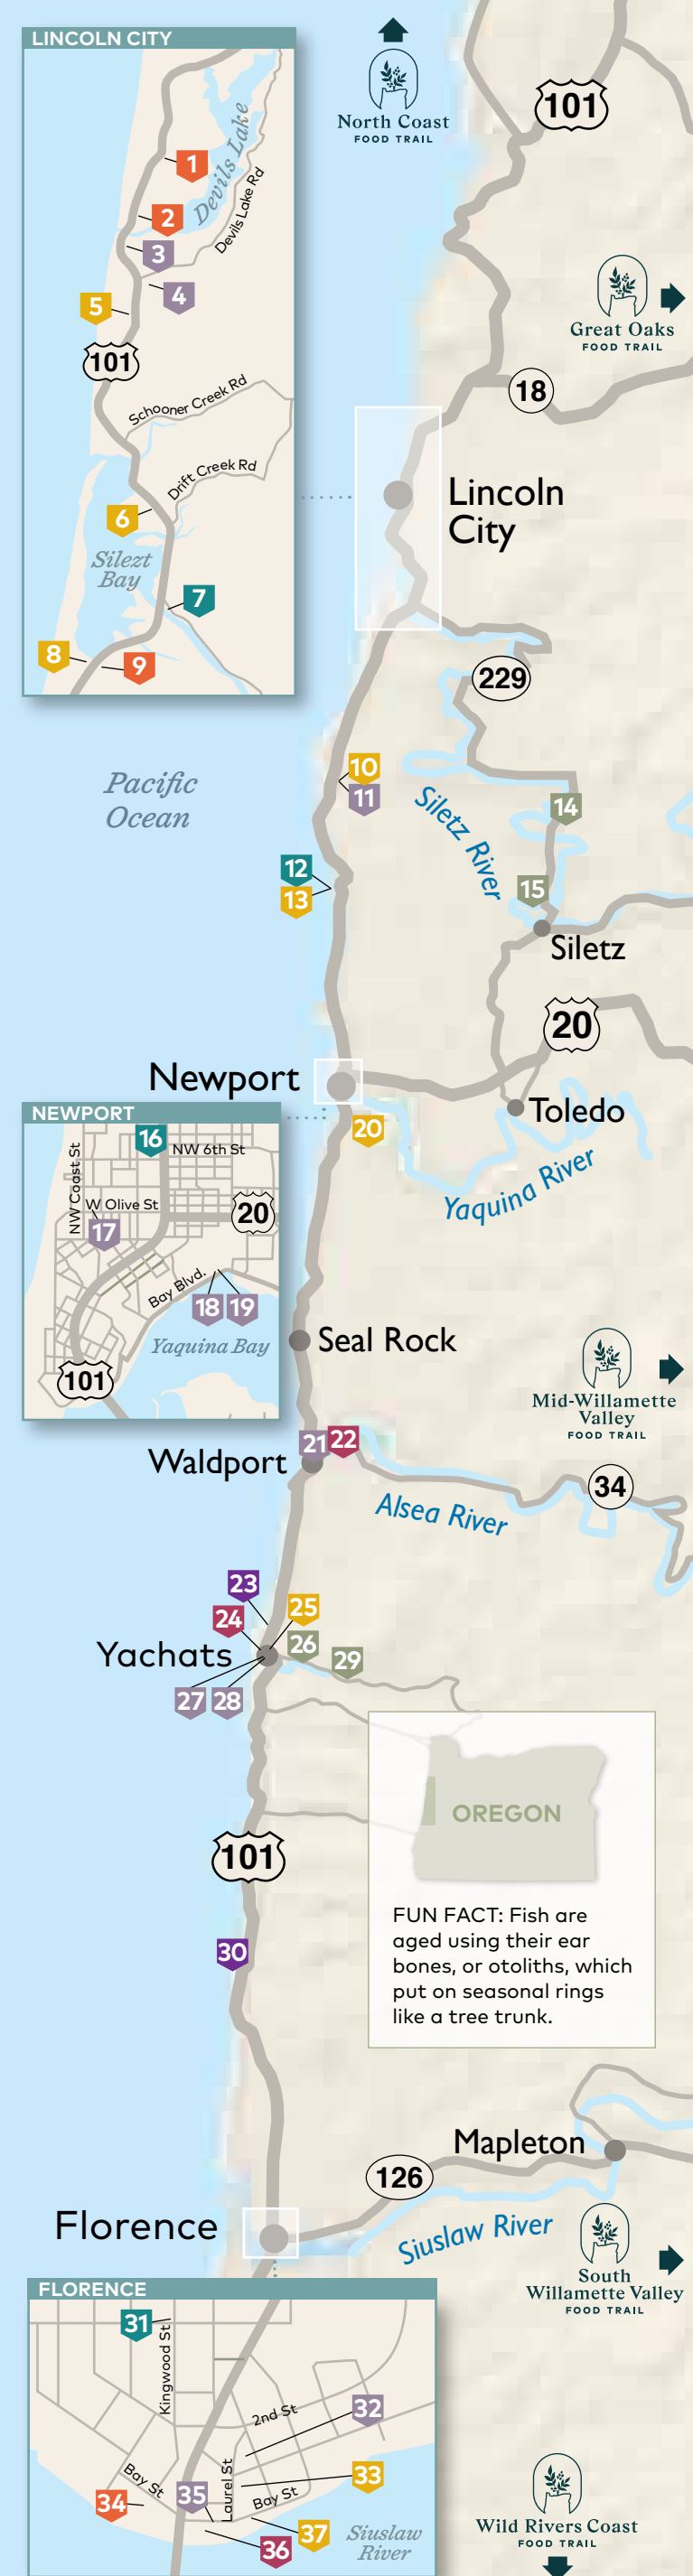 LINCOLN CITY
Devils Lake
Devils Lake Rd
1
2
3
4
5
101
Schooner Creek Rd
Drift Creek Rd
6
Silezt
Bay
7
8
9
North Coast
FOOD TRAIL
101
Great Oaks
FOOD TRAIL
18
Lincoln
City
229
Pacific
Ocean
10
11
Siletz River
14
12
13
15
Siletz
20
Newport
Toledo
20
Yaquina River
NEWPORT
16
NW 6th St
NW Coast St
W Olive St
17
20
Bay Blvd.
18
19
Yaquina Bay
101
Seal Rock
Mid-Willamette
Valley
FOOD TRAIL
21
22
Waldport
34
Alsea River
23
24
25
26
Yachats
29
27
28
OREGON
FUN FACT: Fish are
aged using their ear
bones, or otoliths, which
put on seasonal rings
like a tree trunk.
101
30
Mapleton
126
Florence
Siuslaw River
South
Willamette Valley
FOOD TRAIL
FLORENCE
31
Kingwood St
2nd St
32
33
Bay St
34
35
Laurel St
Bay St
36
37
Siuslaw
River
Wild Rivers Coast
FOOD TRAIL